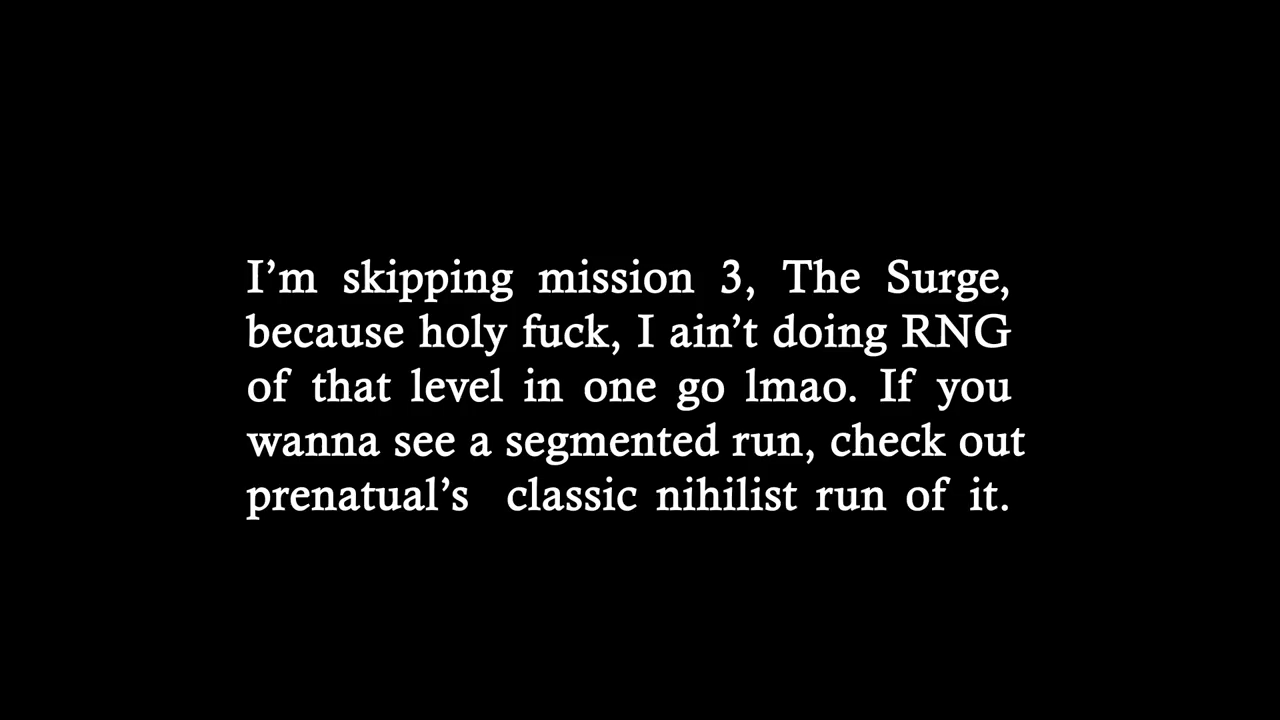 I’m skipping mission 3, The Surge,
because holy fuck, I ain’t doing RNG
of that level in one go lmao. If you
wanna see a segmented run, check out
prenatual’s classic nihilist run of it.